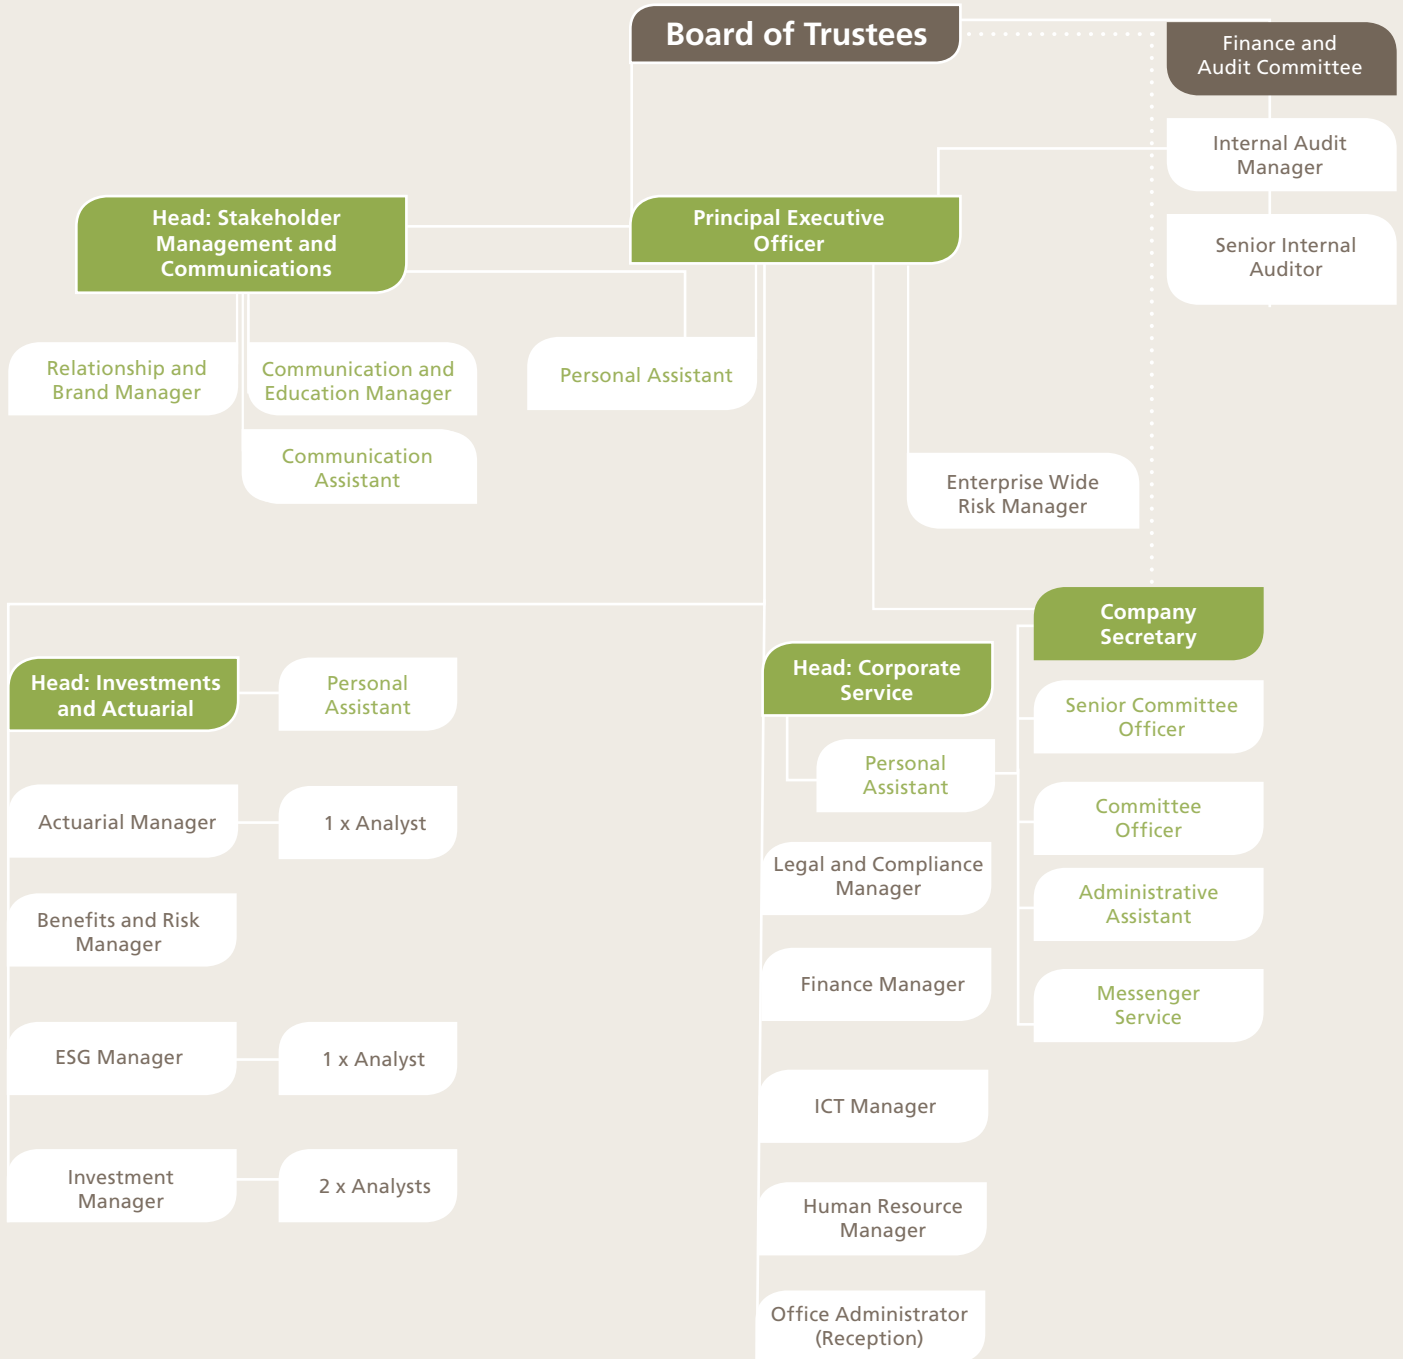 Board of Trustees
Finance and
Audit Committee
Internal Audit
Manager
Senior Internal
Auditor
Head: Stakeholder
Management and
Communications
Principal Executive
Officer
Relationship and
Brand Manager
Communication and
Education Manager
Personal Assistant
Communication
Assistant
Enterprise Wide
Risk Manager
Company
Secretary
Head: Investments
and Actuarial
Personal
Assistant
Head: Corporate
Service
Senior Committee
Officer
Personal
Assistant
Actuarial Manager
1 x Analyst
Committee
Officer
Legal and Compliance
Manager
Administrative
Assistant
Benefits and Risk
Manager
Finance Manager
Messenger
Service
ESG Manager
1 x Analyst
ICT Manager
Investment
Manager
2 x Analysts
Human Resource
Manager
Office Administrator
(Reception)